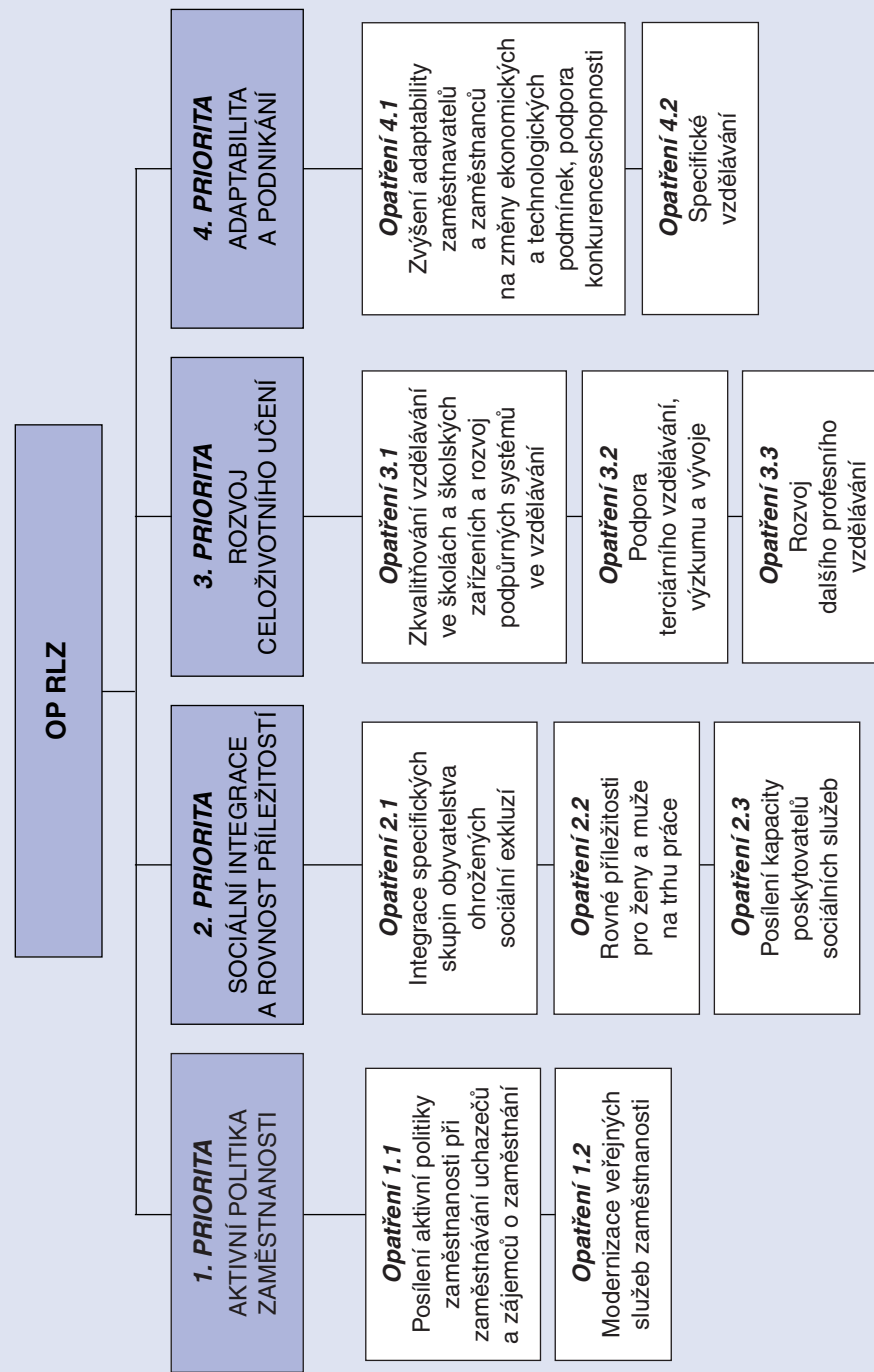 OP RLZ
1. PRIORITA
AKTIVNÍ POLITIKA
ZAMĚSTNANOSTI
Opatření 1.1
Posílení aktivní politiky
zaměstnanosti při
zaměstnávání uchazečů
a zájemců o zaměstnání
Opatření 1.2
Modernizace veřejných
služeb zaměstnanosti
2. PRIORITA
SOCIÁLNÍ INTEGRACE
A ROVNOST PŘÍLEŽITOSTÍ
Opatření 2.1
Integrace specifických
skupin obyvatelstva
ohrožených
sociální exkluzí
Opatření 2.2
Rovné příležitosti
pro ženy a muže
na trhu práce
Opatření 2.3
Posílení kapacity
poskytovatelů
sociálních služeb
3. PRIORITA
ROZVOJ
CELOŽIVOTNÍHO UČENÍ
Opatření 3.1
Zkvalitňování vzdělávání
ve školách a školských
zařízeních a rozvoj
podpůrných systémů
ve vzdělávání
Opatření 3.2
Podpora
terciárního vzdělávání,
výzkumu a vývoje
Opatření 3.3
Rozvoj
dalšího profesního
vzdělávání
4. PRIORITA
ADAPTABILITA
A PODNIKÁNÍ
Opatření 4.1
Zvýšení adaptability
zaměstnavatelů
a zaměstnanců
na změny ekonomických
a technologických
podmínek, podpora
konkurenceschopnosti
Opatření 4.2
Specifické
vzdělávání